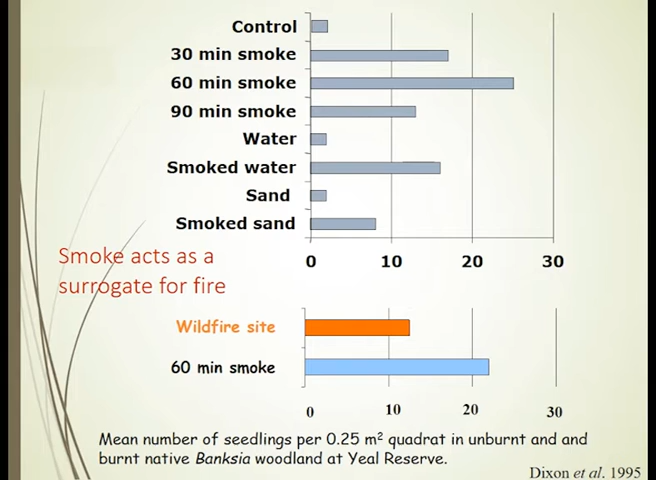 Control
30 min smoke
60 min smoke
90 min smoke
Water
Smoked water
Sand
Smoked sand
0 10 20 30
Smoke acts as a
surrogate for fire
Wildfire site
60 min smoke
0 10 20 30
Mean number of seedlings per 0.25 m² quadrat in unburnt and and
burnt native Banksia woodland at Yeal Reserve.
Dixon et al. 1995